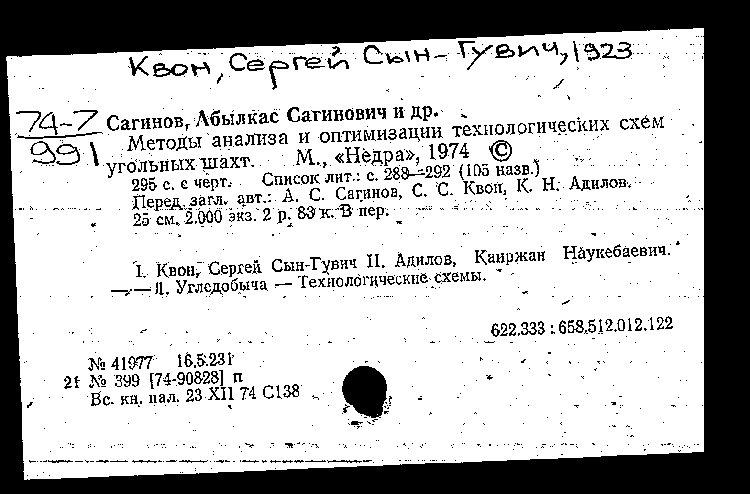 Квон, Сергей Сын-Гувич, 1923
74-7
991
Сагинов, Абылкас Сагинович и др.
Методы анализа и оптимизации технологических схем
угольных шахт. М., «Недра», 1974 ©
295 с. с черт. Список лит.: с. 288—292 (105 назв.)
Перед загл. авт.: А. С. Сагинов, С. С. Квон, К. Н. Адилов.
25 см. 2.000 экз. 2 р. 83 к. В пер.
I. Квон, Сергей Сын-Гувич II. Адилов, Каиржан Наукебаевич.
— — 1. Угледобыча — Технологические схемы.
622.333 : 658.512.012.122
№ 41977 16.5.231
21 № 399 [74-90828] п
Вс. кн. пал. 23 XII 74 С138